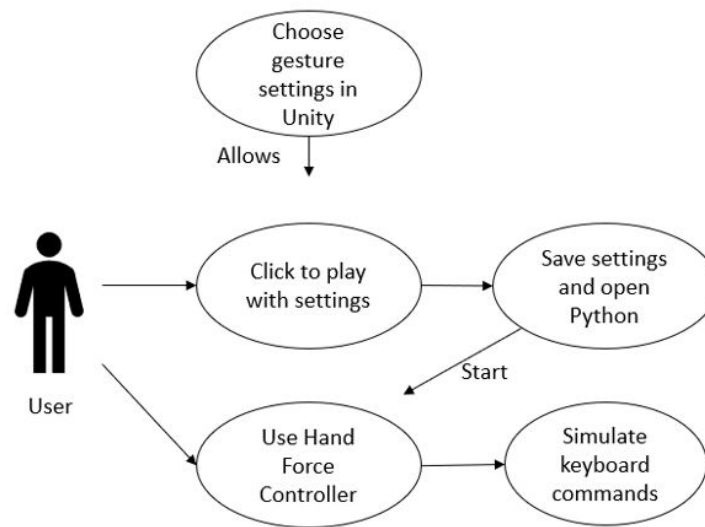 Choose
gesture
settings in
Unity
Allows
Click to play
with settings
Save settings
and open
Python
Start
User
Use Hand
Force
Controller
Simulate
keyboard
commands